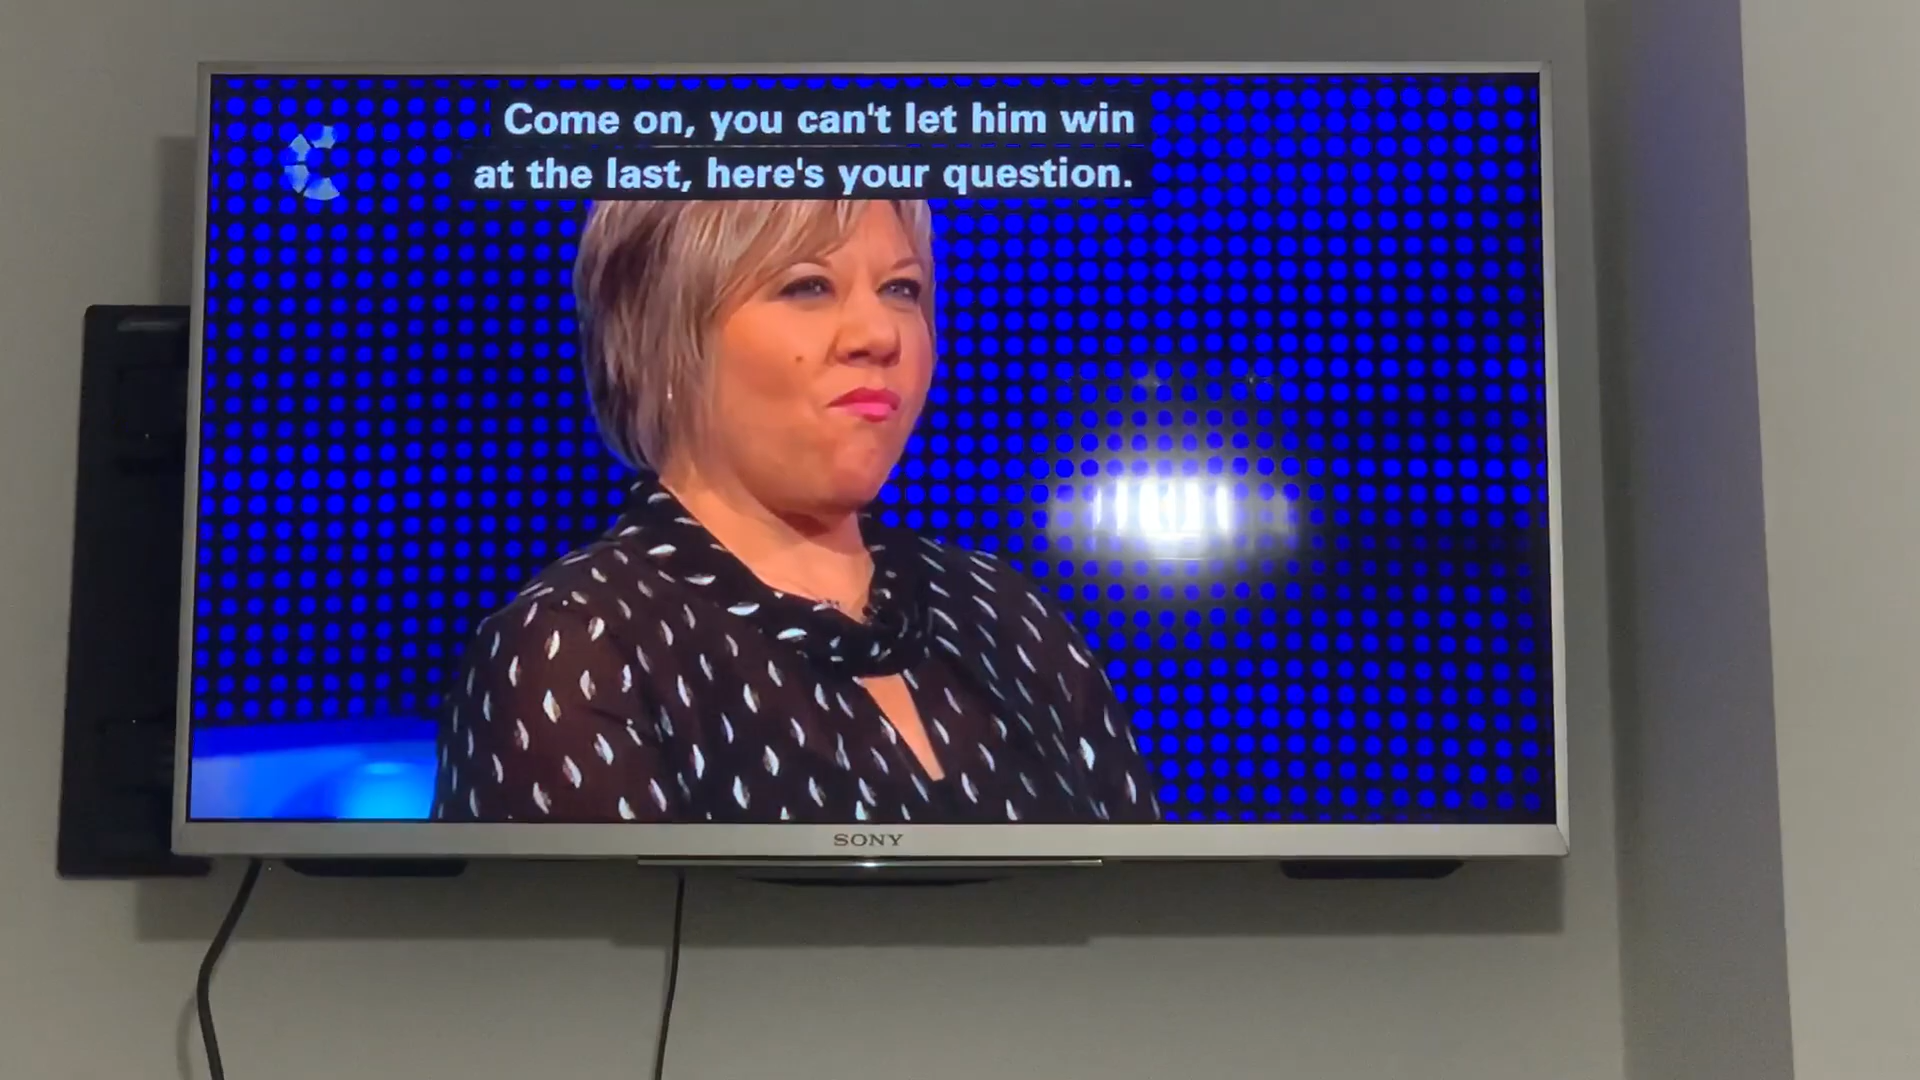 Come on, you can't let him win
at the last, here's your question.
SONY